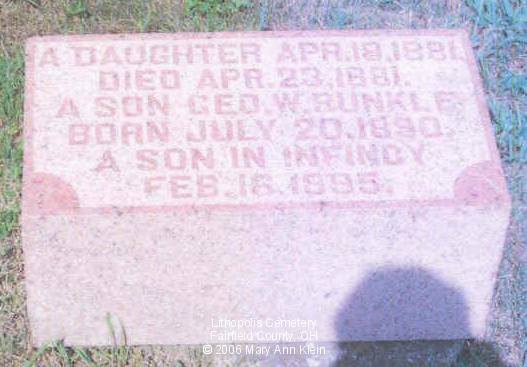 A DAUGHTER APR.18,1881.
DIED APR.23,1881.
A SON GEO.W.RUNKLE
BORN JULY 20,1890.
A SON IN INFINCY
FEB.16,1895.
Lithopolis Cemetery
Fairfield County, OH
© 2006 Mary Ann Klein